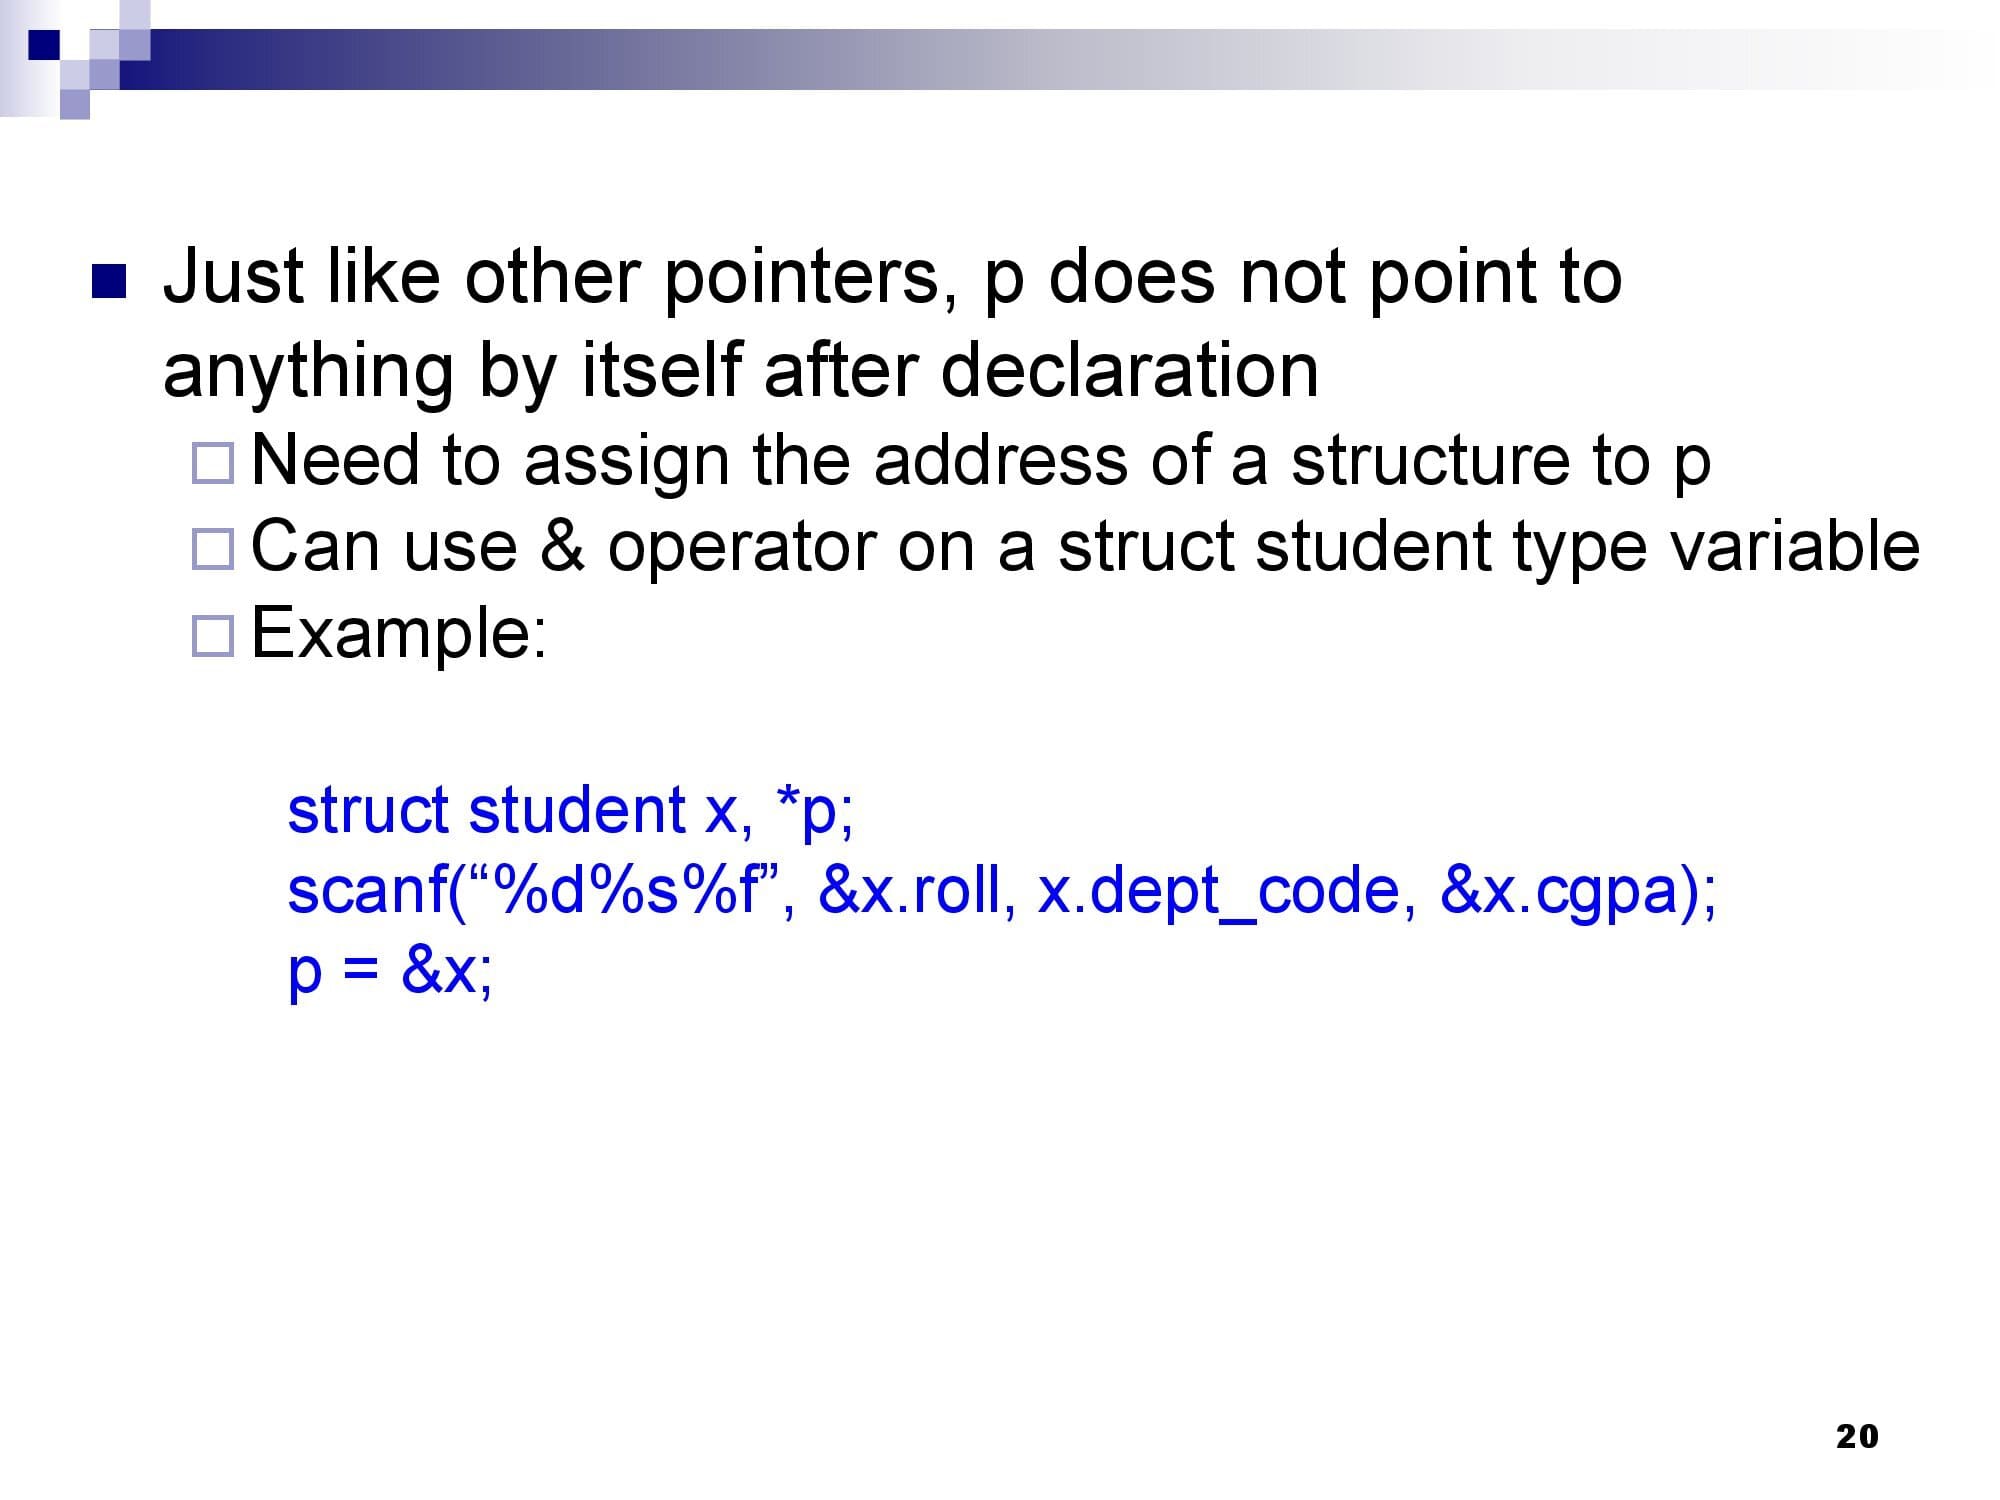 Just like other pointers, p does not point to
anything by itself after declaration
Need to assign the address of a structure to p
Can use & operator on a struct student type variable
Example:
struct student x, *p;
scanf(“%d%s%f”, &x.roll, x.dept_code, &x.cgpa);
p = &x;
20